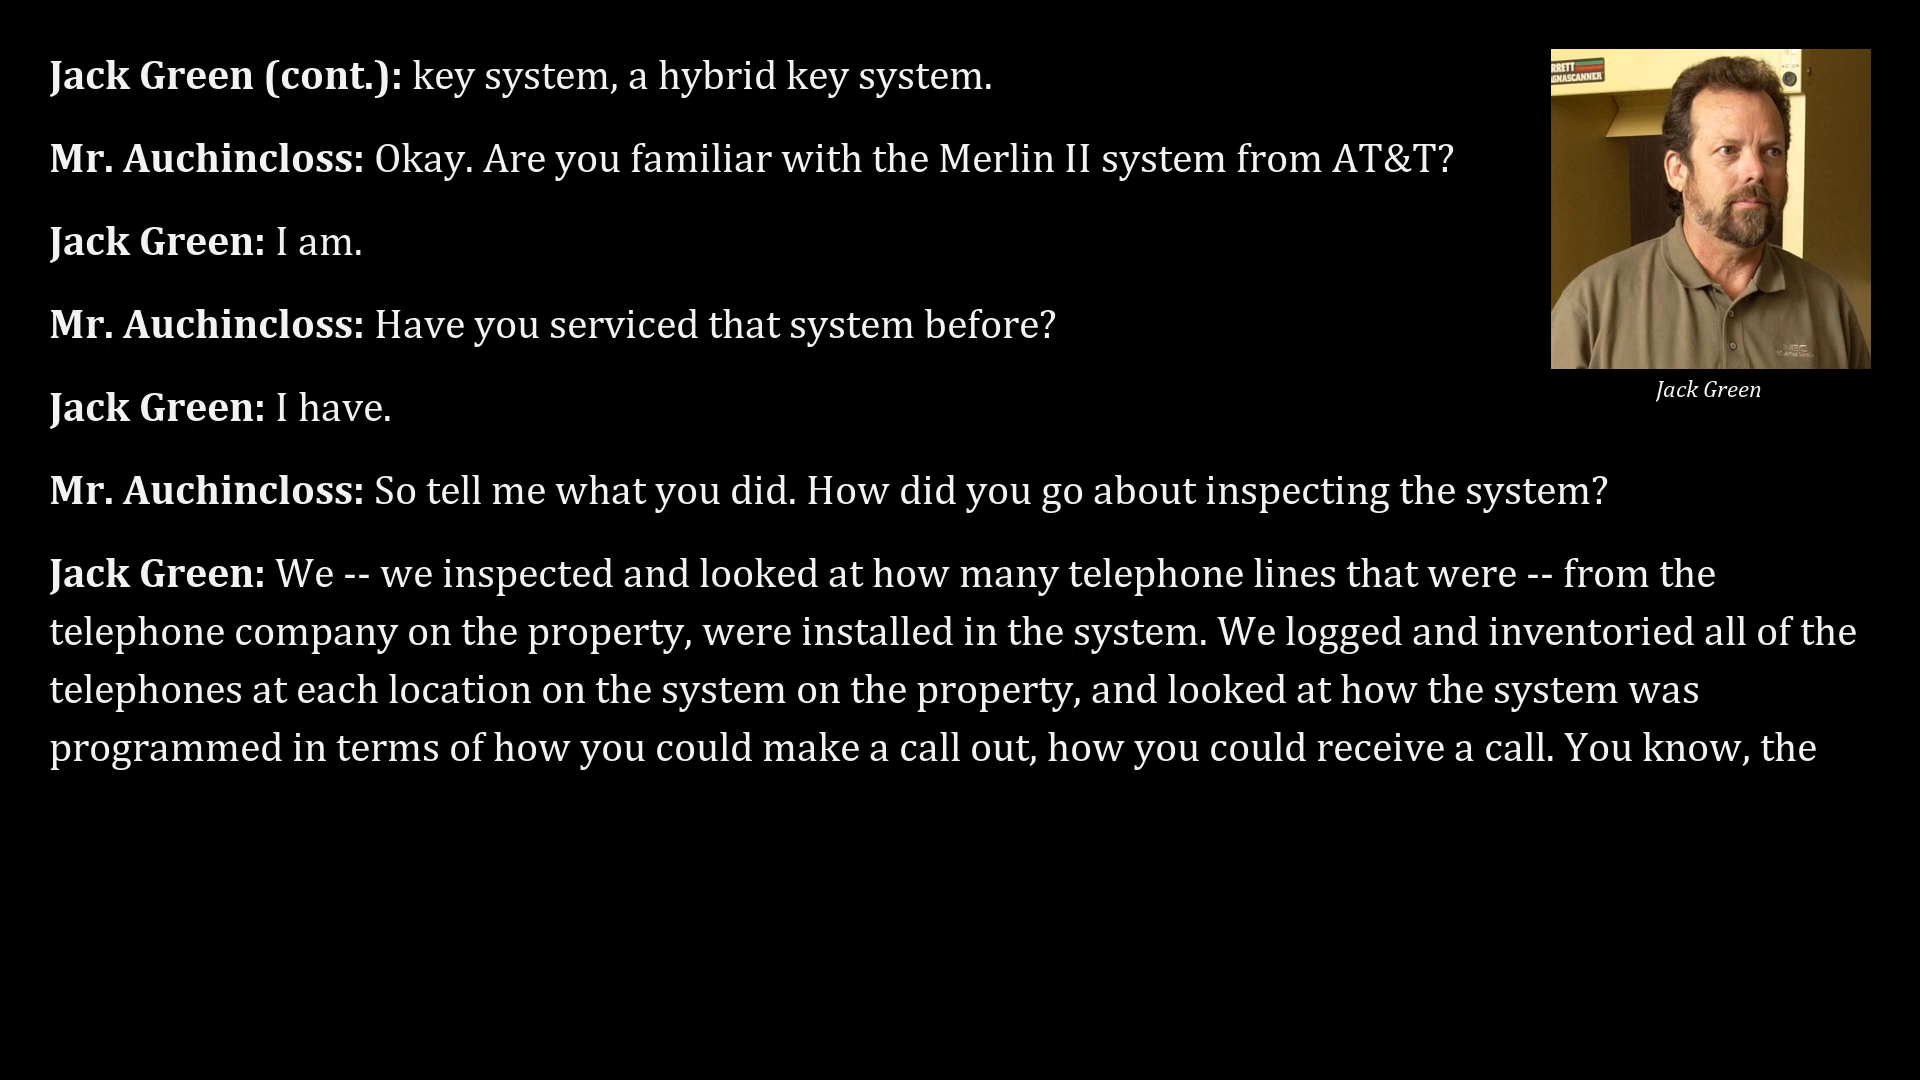 Jack Green (cont.): key system, a hybrid key system.
Mr. Auchincloss: Okay. Are you familiar with the Merlin II system from AT&T?
Jack Green: I am.
Mr. Auchincloss: Have you serviced that system before?
Jack Green: I have.
Mr. Auchincloss: So tell me what you did. How did you go about inspecting the system?
Jack Green: We -- we inspected and looked at how many telephone lines that were -- from the
telephone company on the property, were installed in the system. We logged and inventoried all of the
telephones at each location on the system on the property, and looked at how the system was
programmed in terms of how you could make a call out, how you could receive a call. You know, the
RRETT
GNASCANNER
NEC
Jack Green